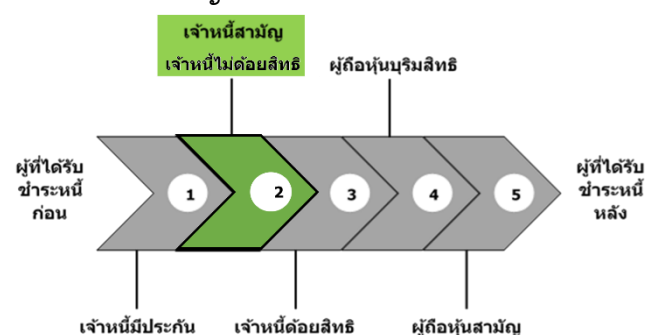 เจ้าหนี้สามัญ
เจ้าหนี้ไม่ด้อยสิทธิ
ผู้ถือหุ้นบุริมสิทธิ
ผู้ที่ได้รับ
ชำระหนี้
ก่อน
1
2
3
4
5
ผู้ที่ได้รับ
ชำระหนี้
หลัง
เจ้าหนี้มีประกัน
เจ้าหนี้ด้อยสิทธิ
ผู้ถือหุ้นสามัญ